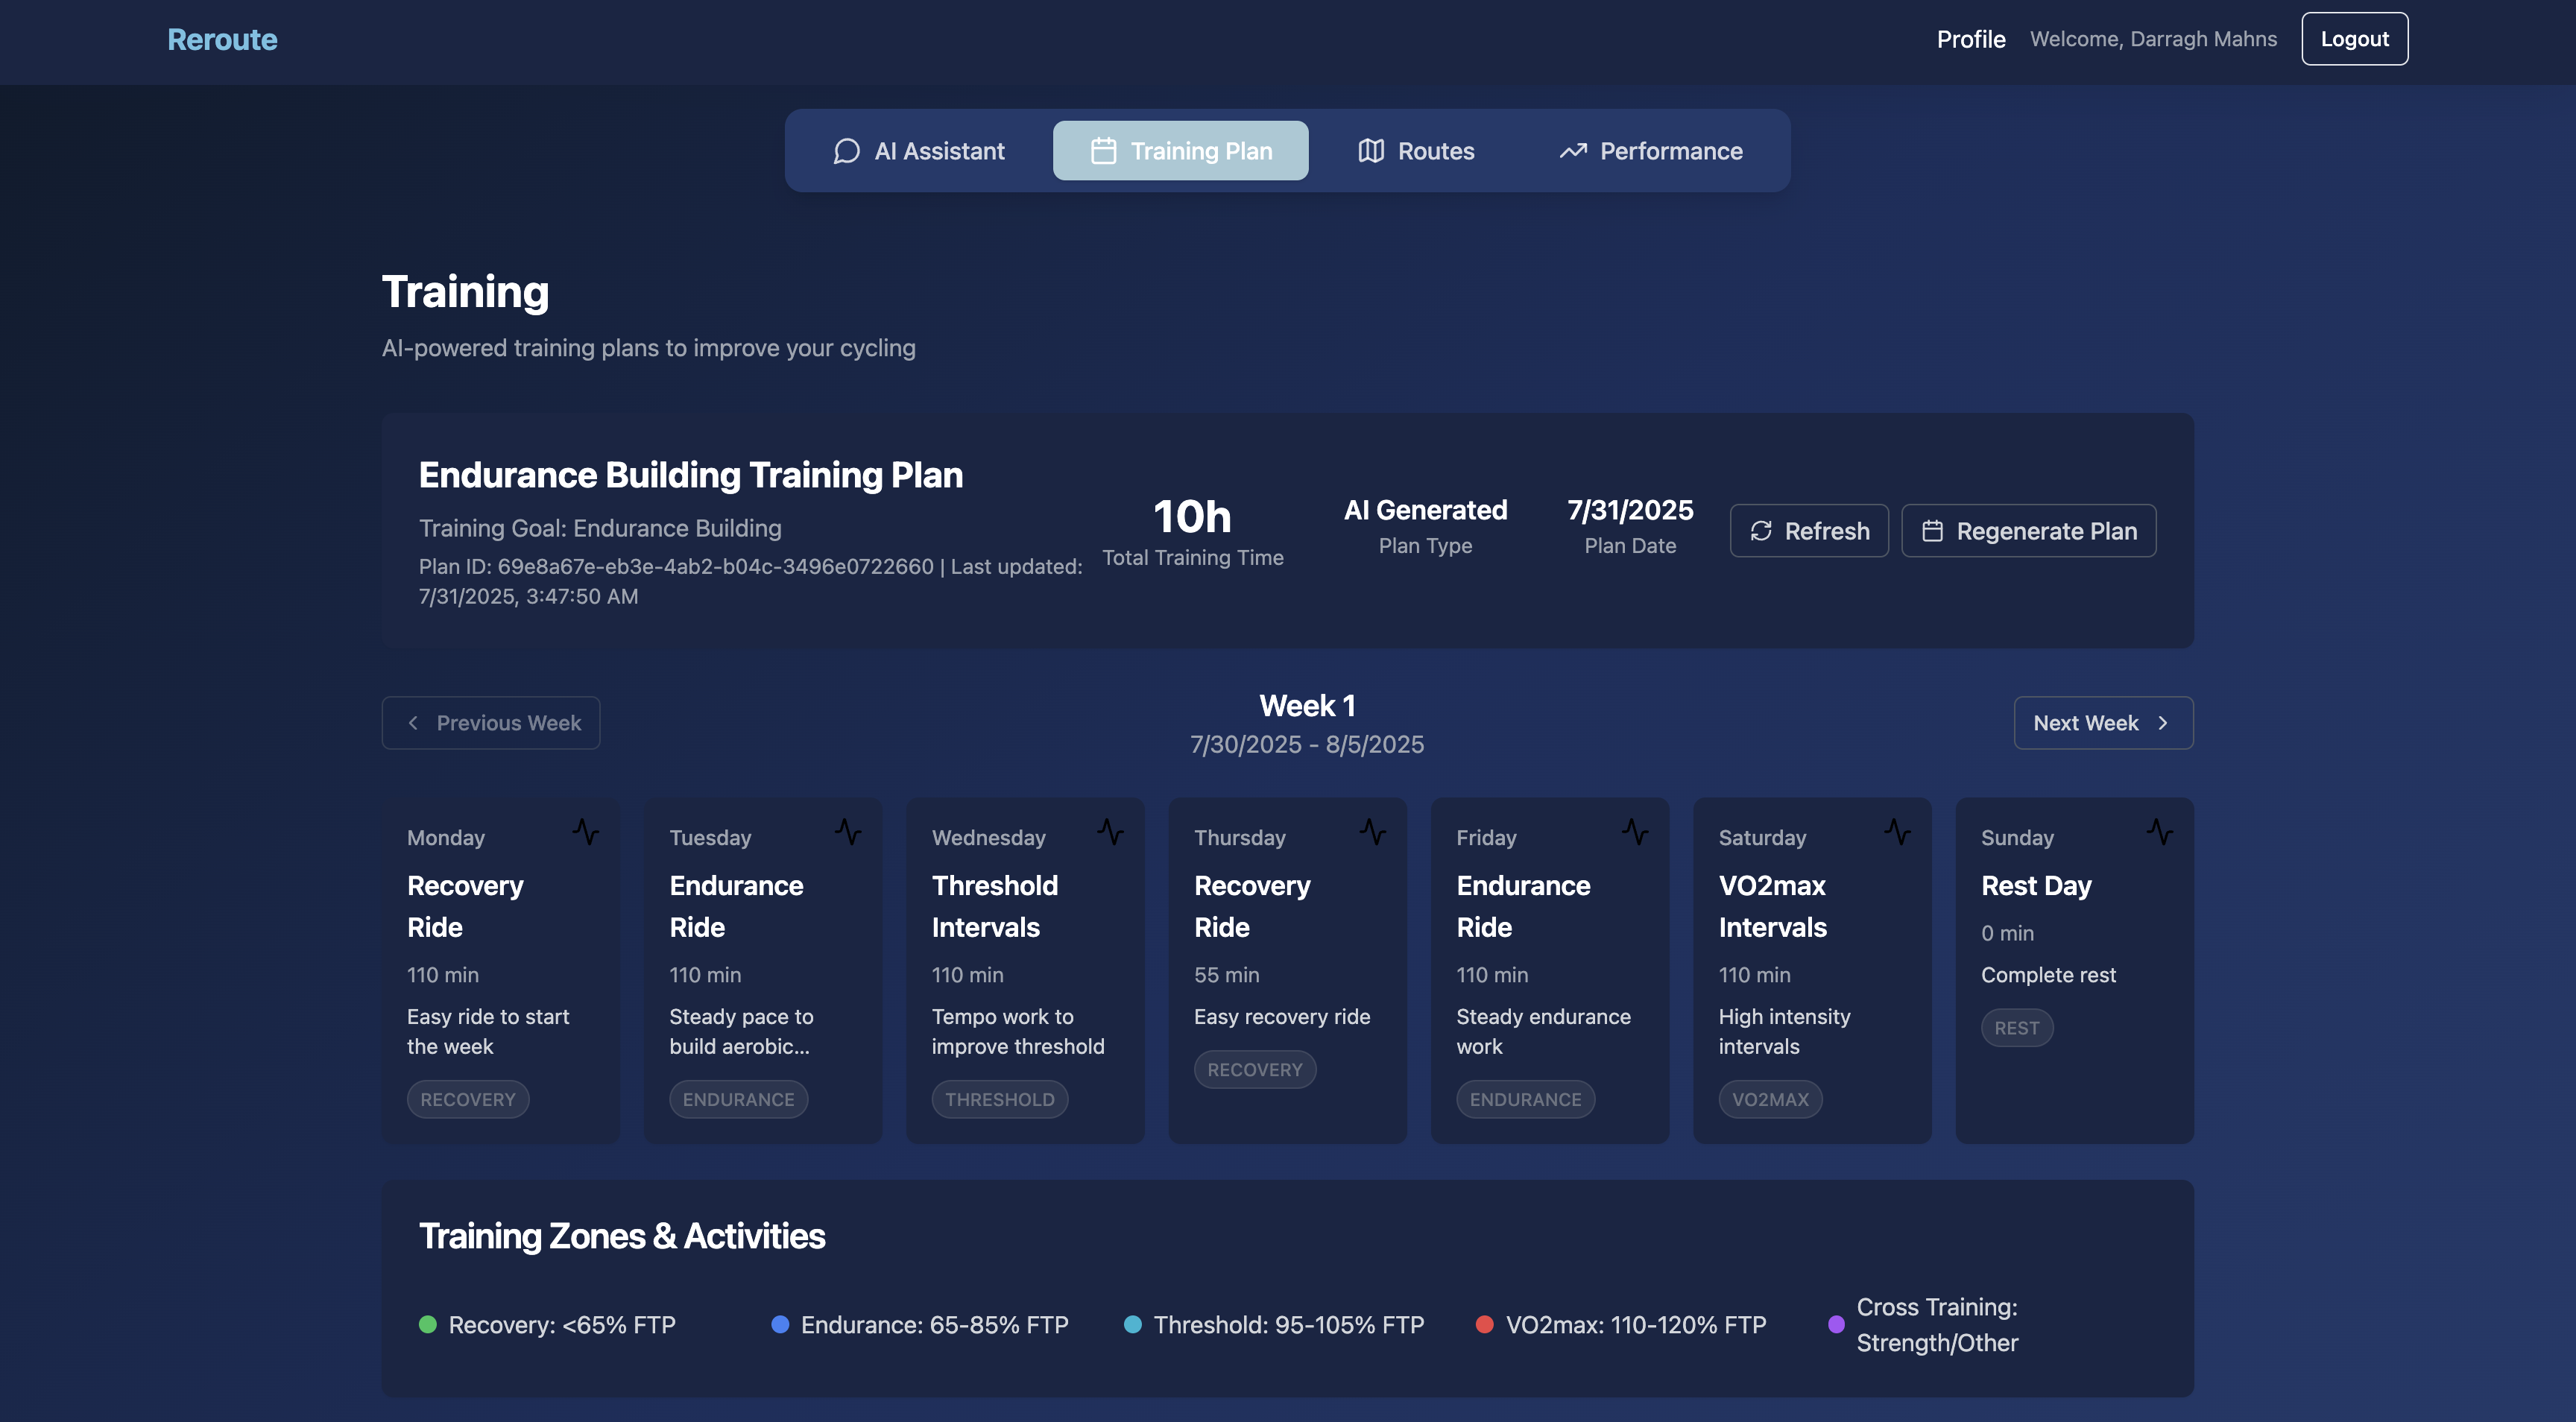 Reroute
Profile
Welcome, Darragh Mahns
Logout
AI Assistant
Training Plan
Routes
Performance
Training
AI-powered training plans to improve your cycling
Endurance Building Training Plan
Training Goal: Endurance Building
Plan ID: 69e8a67e-eb3e-4ab2-b04c-3496e0722660 | Last updated:
7/31/2025, 3:47:50 AM
10h
Total Training Time
AI Generated
Plan Type
7/31/2025
Plan Date
Refresh
Regenerate Plan
Previous Week
Week 1
7/30/2025 - 8/5/2025
Next Week
Monday
Recovery
Ride
110 min
Easy ride to start
the week
RECOVERY
Tuesday
Endurance
Ride
110 min
Steady pace to
build aerobic...
ENDURANCE
Wednesday
Threshold
Intervals
110 min
Tempo work to
improve threshold
THRESHOLD
Thursday
Recovery
Ride
55 min
Easy recovery ride
RECOVERY
Friday
Endurance
Ride
110 min
Steady endurance
work
ENDURANCE
Saturday
VO2max
Intervals
110 min
High intensity
intervals
VO2MAX
Sunday
Rest Day
0 min
Complete rest
REST
Training Zones & Activities
Recovery: <65% FTP
Endurance: 65-85% FTP
Threshold: 95-105% FTP
VO2max: 110-120% FTP
Cross Training:
Strength/Other